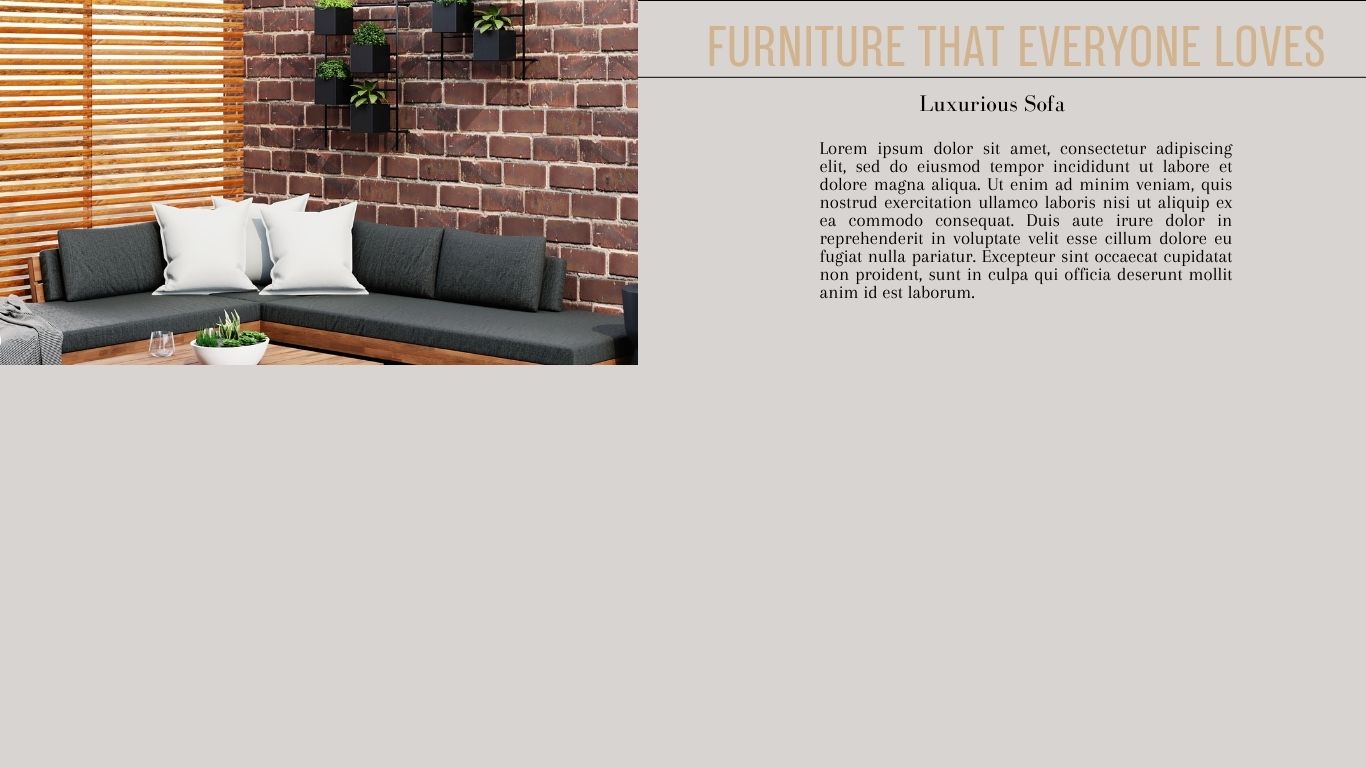 FURNITURE THAT EVERYONE LOVES
Luxurious Sofa
Lorem ipsum dolor sit amet, consectetur adipiscing
elit, sed do eiusmod tempor incididunt ut labore et
dolore magna aliqua. Ut enim ad minim veniam, quis
nostrud exercitation ullamco laboris nisi ut aliquip ex
ea commodo consequat. Duis aute irure dolor in
reprehenderit in voluptate velit esse cillum dolore eu
fugiat nulla pariatur. Excepteur sint occaecat cupidatat
non proident, sunt in culpa qui officia deserunt mollit
anim id est laborum.